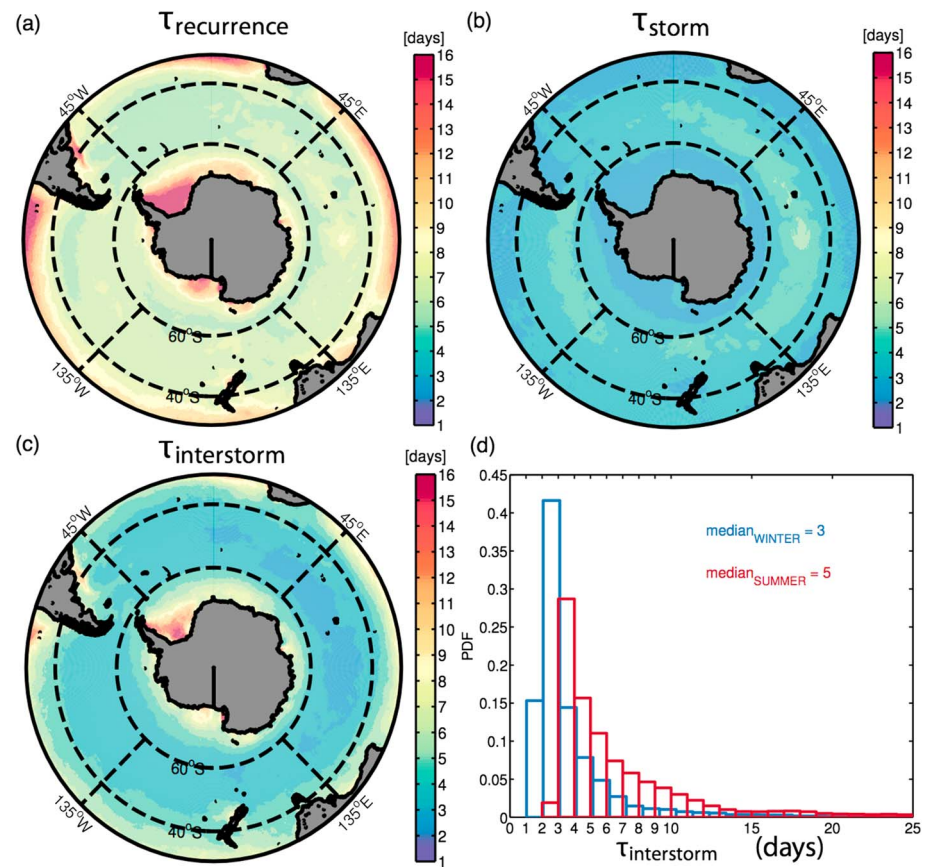 (a)
τrecurrence
[days]
16
15
14
13
12
11
10
9
8
7
6
5
4
3
2
1
45°W
45°E
60°S
40°S
135°W
135°E
(b)
τstorm
[days]
16
15
14
13
12
11
10
9
8
7
6
5
4
3
2
1
45°W
45°E
60°S
40°S
135°W
135°E
(c)
τinterstorm
[days]
16
15
14
13
12
11
10
9
8
7
6
5
4
3
2
1
45°W
45°E
60°S
40°S
135°W
135°E
(d)
0.45
0.4
0.35
0.3
0.25
0.2
0.15
0.1
0.05
0
PDF
medianWINTER = 3
medianSUMMER = 5
0 1 2 3 4 5 6 7 8 9 10 15 20 25
τinterstorm (days)